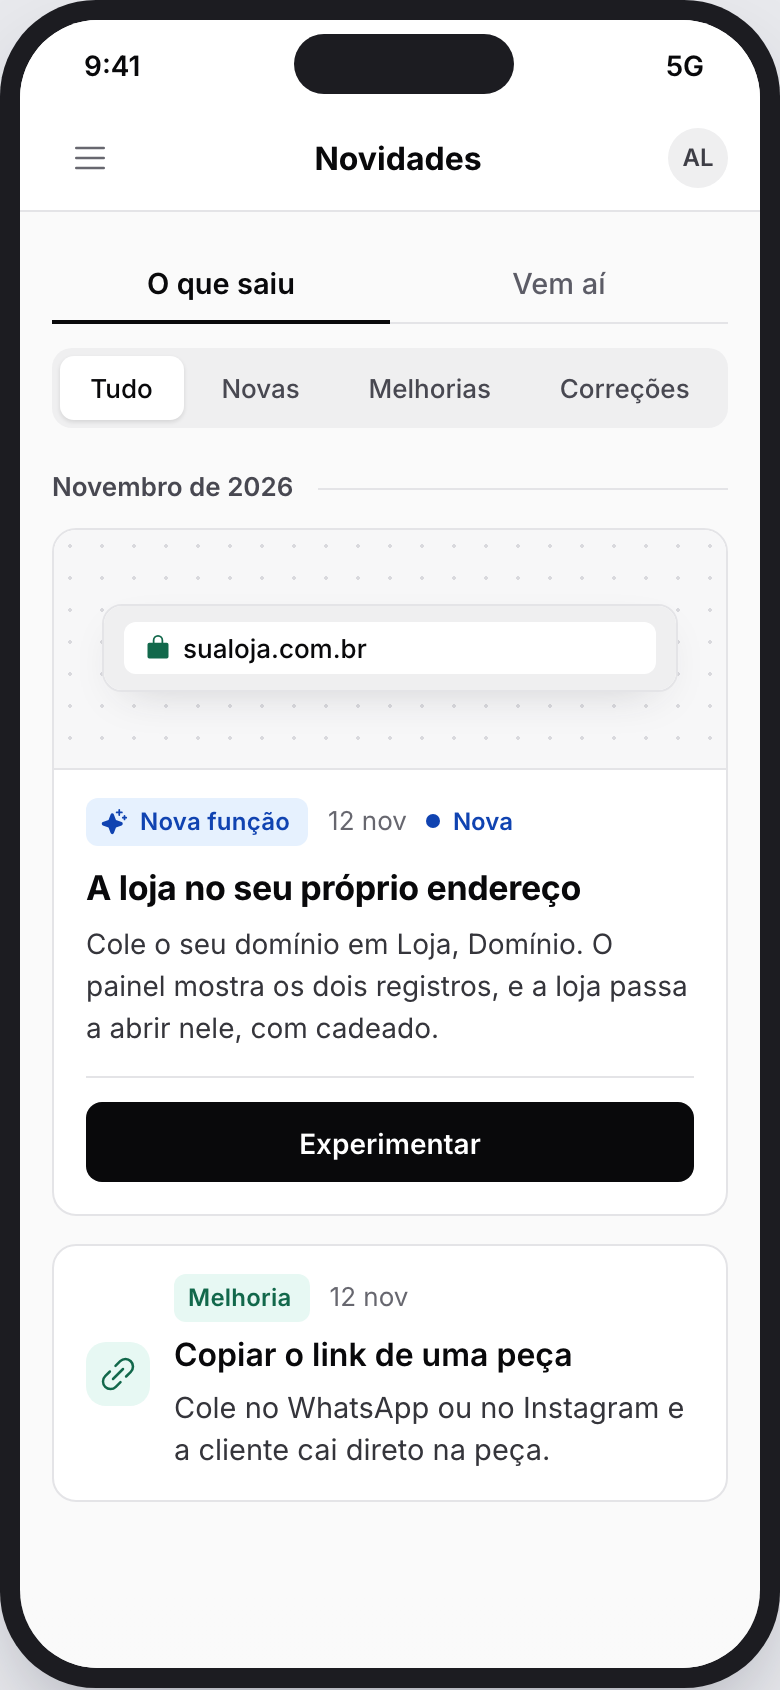 9:41
5G
Novidades
AL
O que saiu
Vem aí
Tudo
Novas
Melhorias
Correções
Novembro de 2026
sualoja.com.br
Nova função
12 nov
Nova
A loja no seu próprio endereço
Cole o seu domínio em Loja, Domínio. O
painel mostra os dois registros, e a loja passa
a abrir nele, com cadeado.
Experimentar
Melhoria
12 nov
Copiar o link de uma peça
Cole no WhatsApp ou no Instagram e
a cliente cai direto na peça.